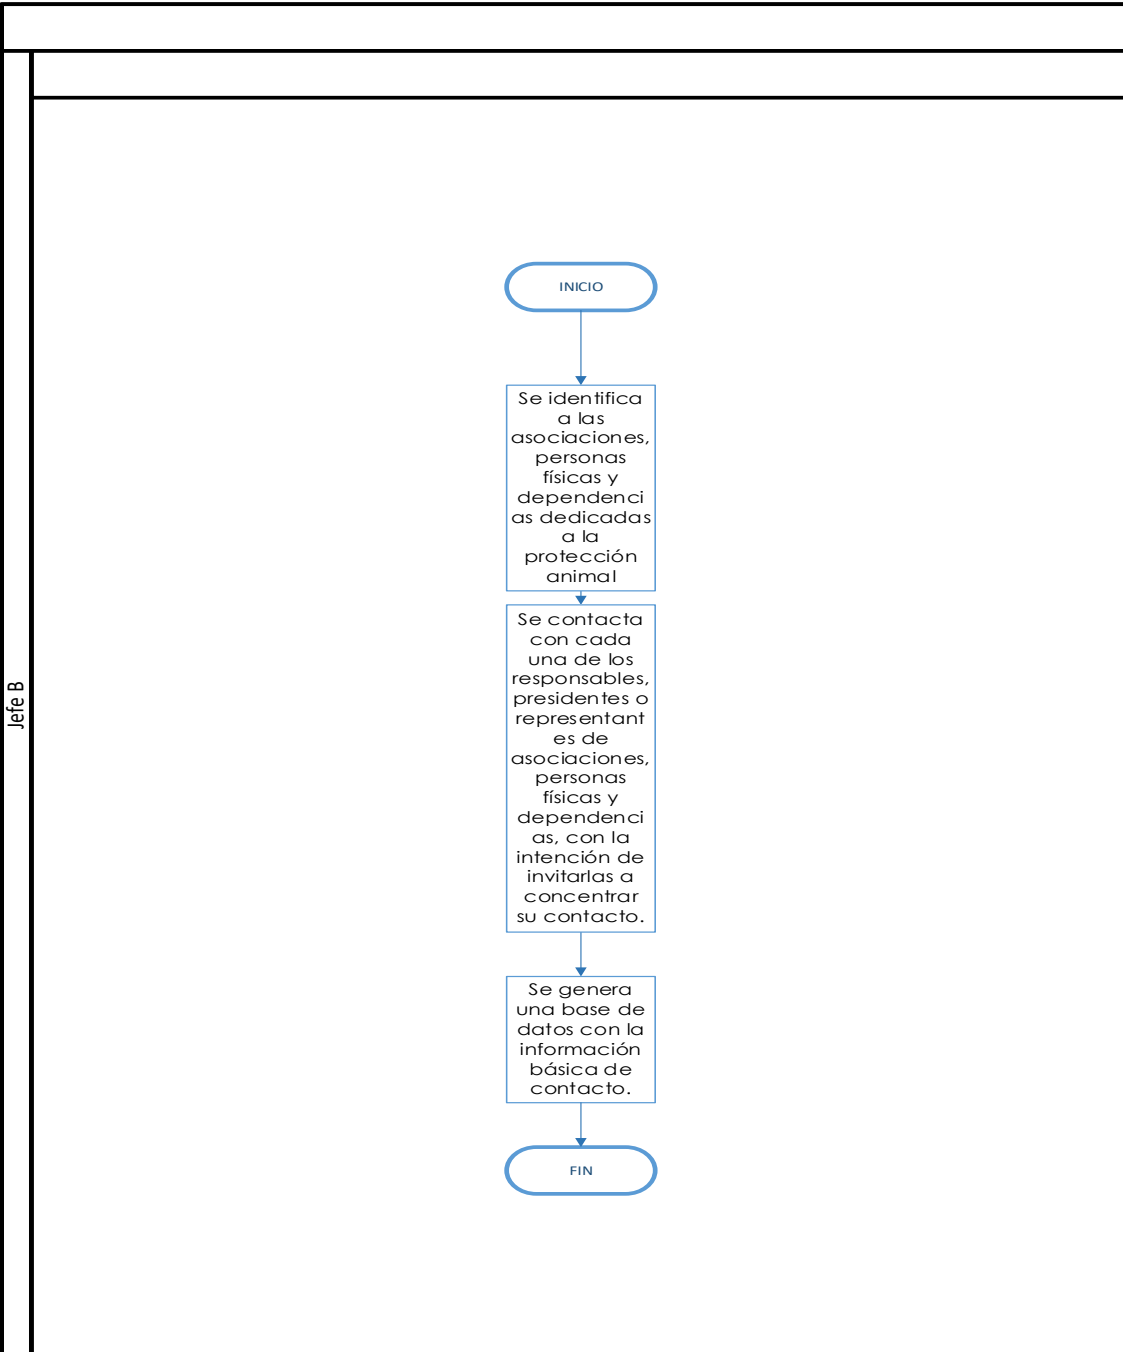 INICIO
Se identifica
a las
asociaciones,
personas
físicas y
dependenci
as dedicadas
a la
protección
animal
Se contacta
con cada
una de los
responsables,
presidentes o
representant
es de
asociaciones,
personas
físicas y
dependenci
as, con la
intención de
invitarlas a
concentrar
su contacto.
Jefe B
Se genera
una base de
datos con la
información
básica de
contacto.
FIN